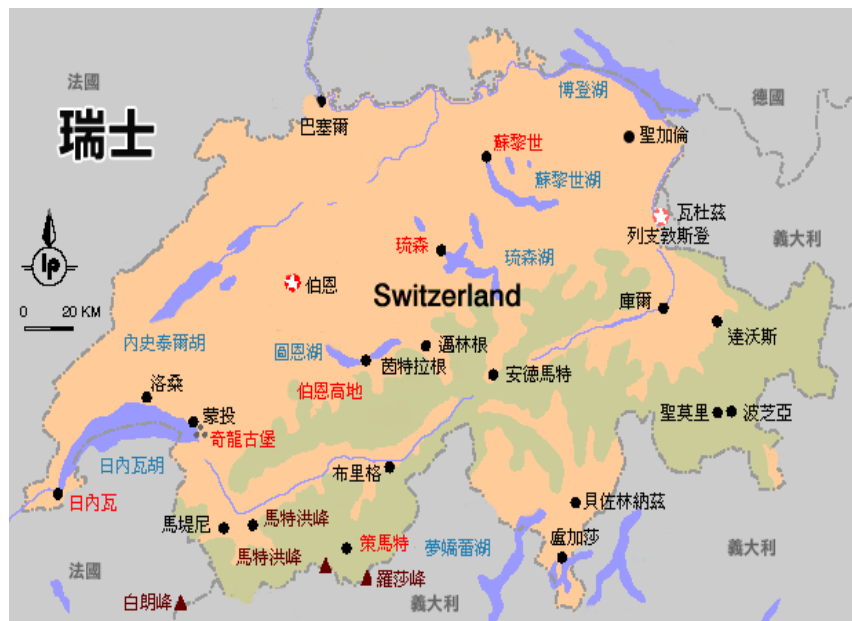 法國
博登湖
德國
瑞士
巴塞爾
聖加倫
蘇黎世
蘇黎世湖
瓦杜茲
列支敦斯登
義大利
琉森
琉森湖
lp
伯恩
Switzerland
0 20 KM
庫爾
達沃斯
內史泰爾胡
圖恩湖
邁林根
茵特拉根
安德馬特
伯恩高地
洛桑
蒙投
奇龍古堡
聖莫里
波芝亞
日內瓦胡
布里格
日內瓦
馬堤尼
馬特洪峰
貝佐林納茲
策馬特
夢嬌蕾湖
盧加莎
義大利
馬特洪峰
法國
羅莎峰
白朗峰
義大利